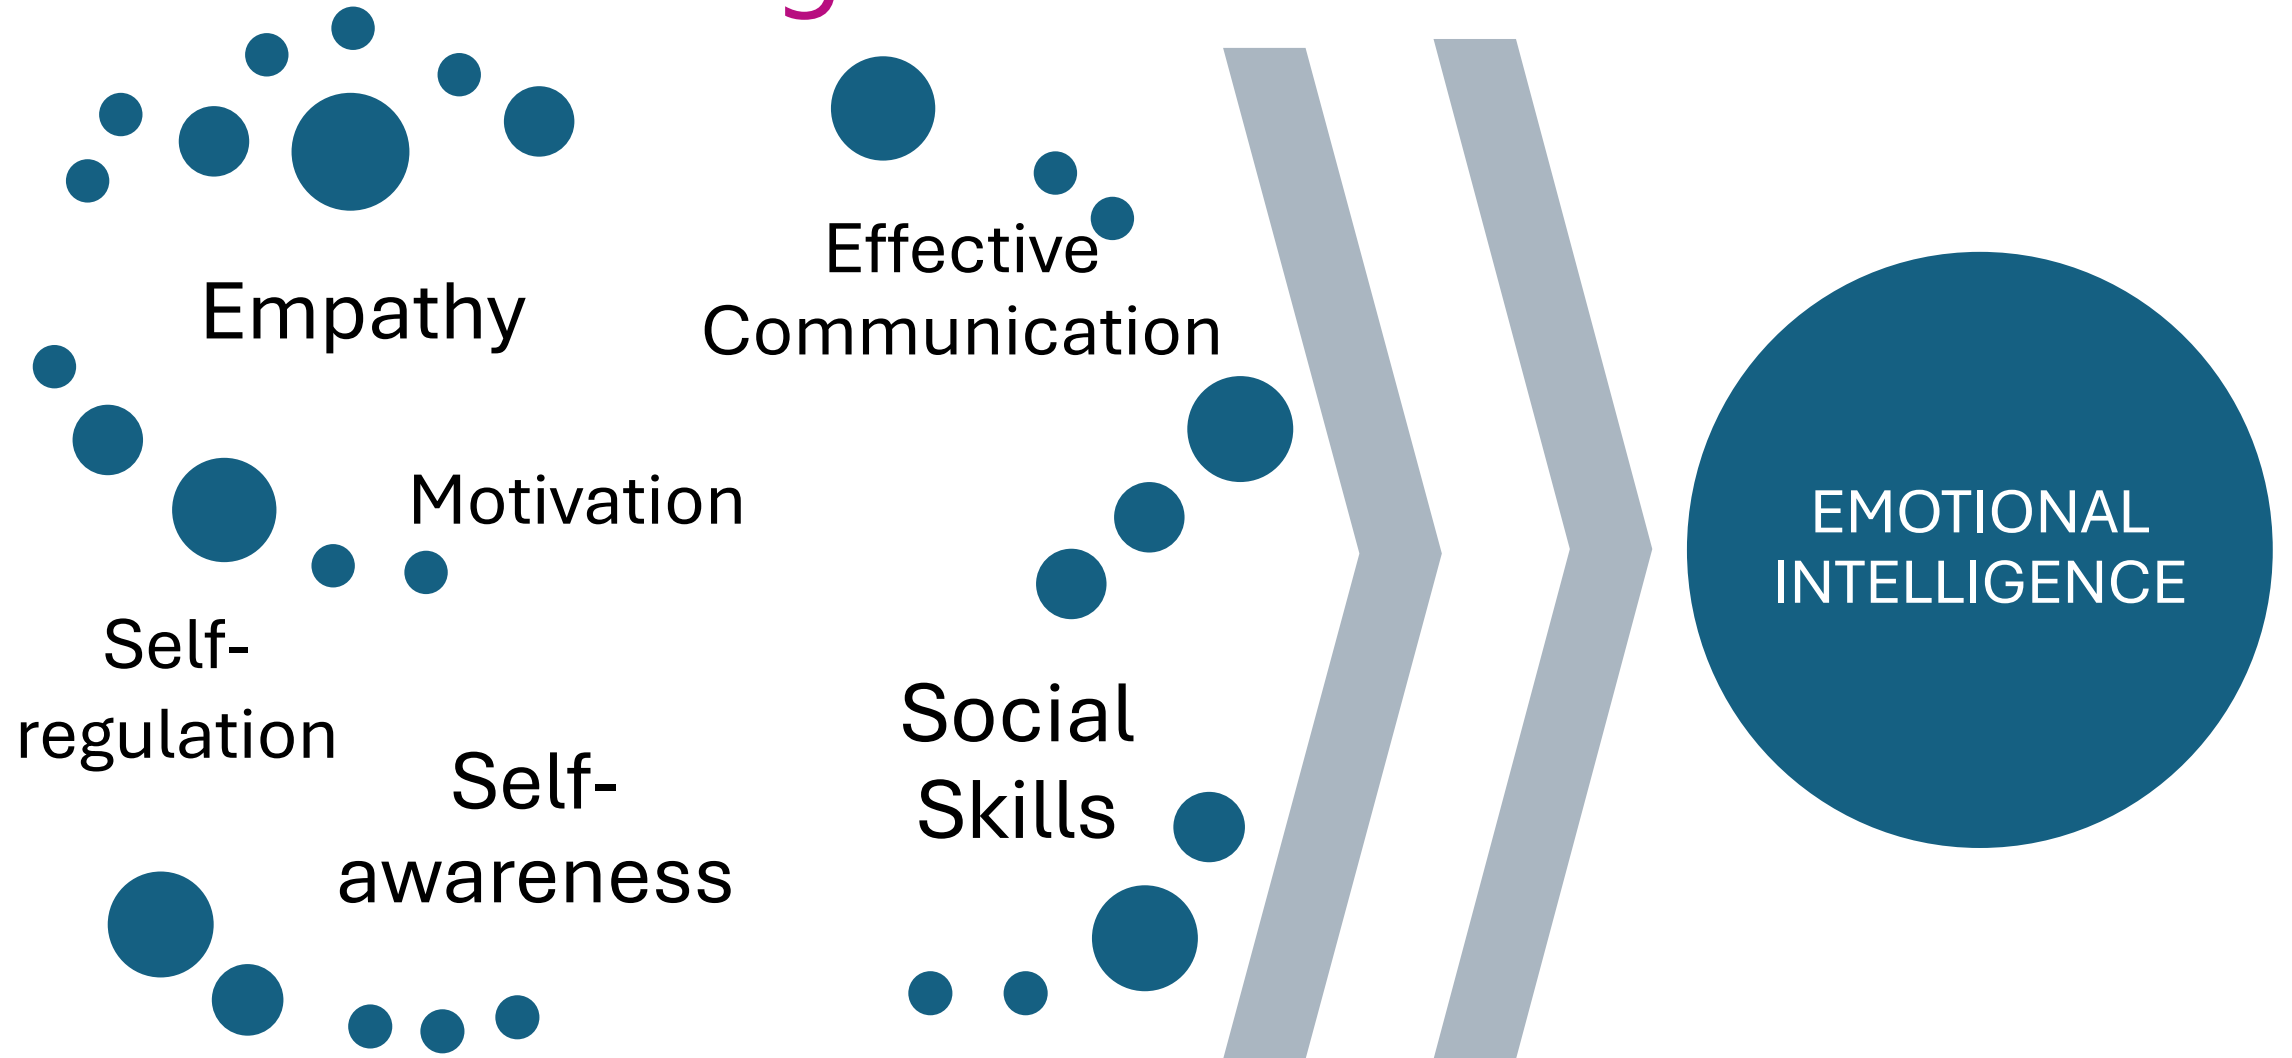 Empathy
Effective
Communication
Motivation
Self-
regulation
Self-
awareness
Social
Skills
EMOTIONAL
INTELLIGENCE